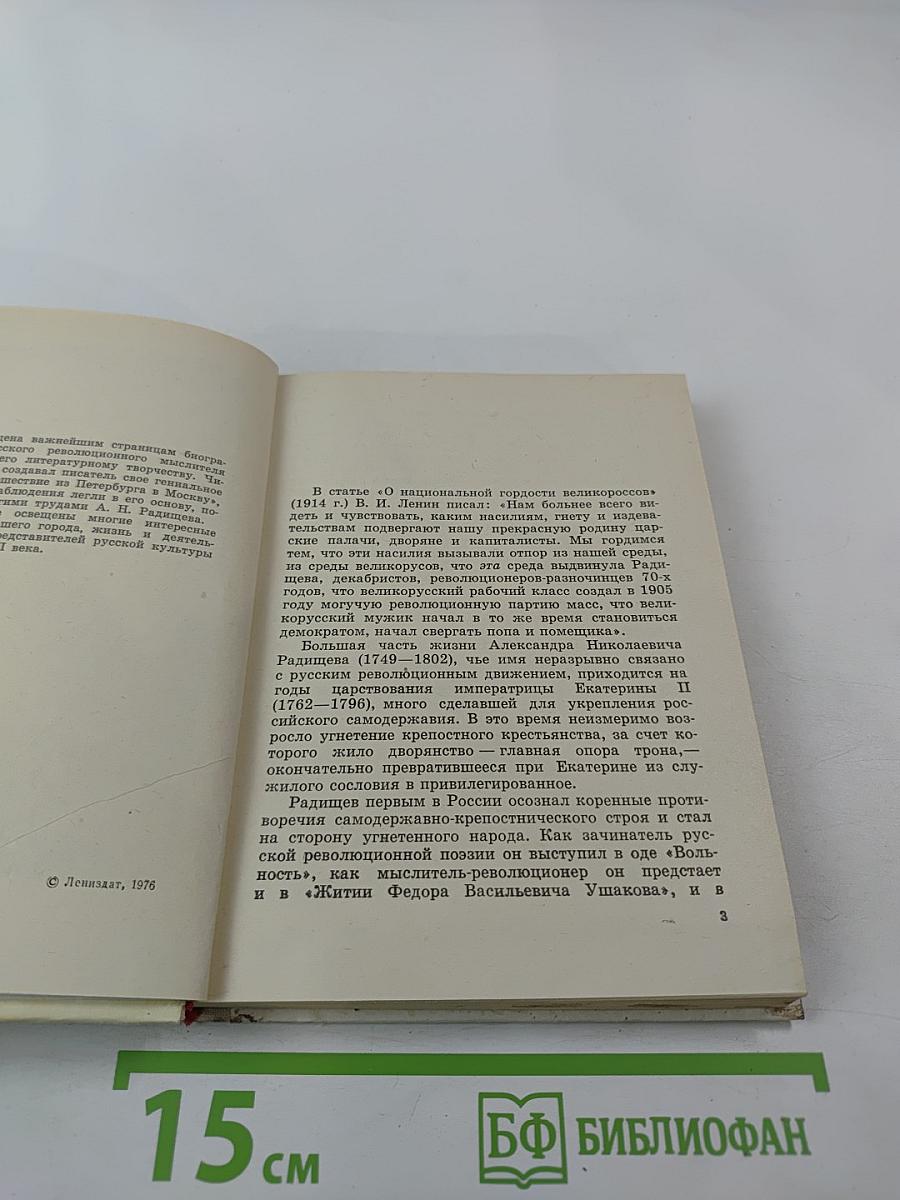 цена важнейшим страницам биогра-
сского революционного мыслителя
его литературному творчеству. Чи-
создавал писатель свое гениальное
шествие из Петербурга в Москву»,
аблюдения легли в его основу, по-
гими трудами А. Н. Радищева.
е освещены многие интересные
шего города, жизнь и деятель-
редставителей русской культуры
I века.
© Лениздат, 1976
В статье «О национальной гордости великороссов»
(1914 г.) В. И. Ленин писал: «Нам больнее всего ви-
деть и чувствовать, каким насилиям, гнету и издева-
тельствам подвергают нашу прекрасную родину цар-
ские палачи, дворяне и капиталисты. Мы гордимся
тем, что эти насилия вызывали отпор из нашей среды,
из среды великорусов, что эта среда выдвинула Ради-
щева, декабристов, революционеров-разночинцев 70-х
годов, что великорусский рабочий класс создал в 1905
году могучую революционную партию масс, что вели-
корусский мужик начал в то же время становиться
демократом, начал свергать попа и помещика».
Большая часть жизни Александра Николаевича
Радищева (1749—1802), чье имя неразрывно связано
с русским революционным движением, приходится на
годы царствования императрицы Екатерины II
(1762—1796), много сделавшей для укрепления рос-
сийского самодержавия. В это время неизмеримо воз-
росло угнетение крепостного крестьянства, за счет ко-
торого жило дворянство — главная опора трона,—
окончательно превратившееся при Екатерине из слу-
жилого сословия в привилегированное.
Радищев первым в России осознал коренные проти-
воречия самодержавно-крепостнического строя и стал
на сторону угнетенного народа. Как зачинатель рус-
ской революционной поэзии он выступил в оде «Воль-
ность», как мыслитель-революционер он предстает
и в «Житии Федора Васильевича Ушакова», и в
3
15 см
БФ БИБЛИОФАН